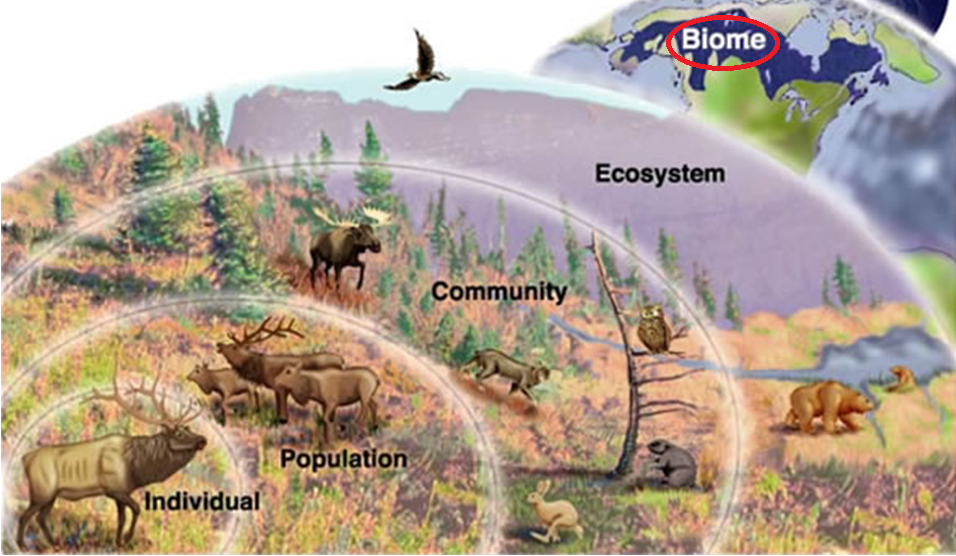 Biome
Ecosystem
Community
Population
Individual